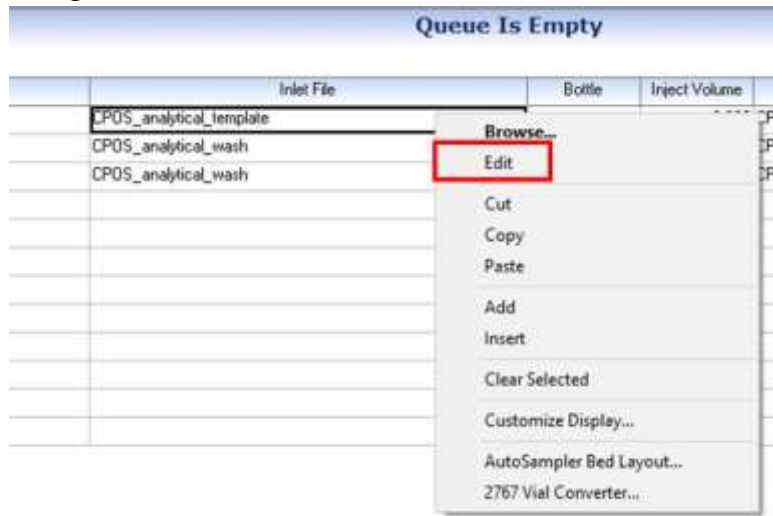 Queue Is Empty
Inlet File Bottle Inject Volume
CPOS_analytical_template
CPOS_analytical_wash
CPOS_analytical_wash
Browse...
Edit
Cut
Copy
Paste
Add
Insert
Clear Selected
Customize Display...
AutoSampler Bed Layout...
2767 Vial Converter...